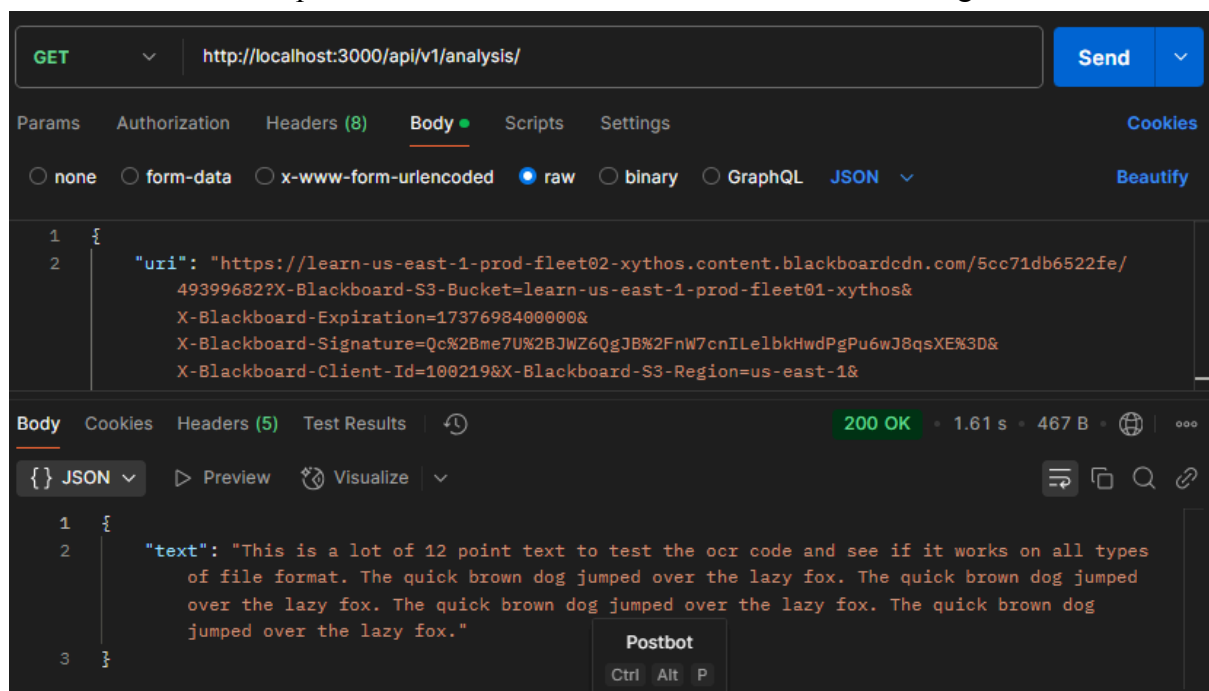 GET http://localhost:3000/api/v1/analysis/ Send
Params Authorization Headers (8) Body Scripts Settings Cookies
none form-data x-www-form-urlencoded raw binary GraphQL JSON Beautify
1 {
2 "uri": "https://learn-us-east-1-prod-fleet02-xythos.content.blackboardcdn.com/5cc71db6522fe/
49399682?X-Blackboard-S3-Bucket=learn-us-east-1-prod-fleet01-xythos&
X-Blackboard-Expiration=1737698400000&
X-Blackboard-Signature=Qc%2Bme7U%2BJWZ6QgJB%2FnW7cnILelbkHwdPgPu6wJ8qsXE%3D&
X-Blackboard-Client-Id=100219&X-Blackboard-S3-Region=us-east-1&
Body Cookies Headers (5) Test Results 200 OK • 1.61 s • 467 B •
{} JSON Preview Visualize
1 {
2 "text": "This is a lot of 12 point text to test the ocr code and see if it works on all types
of file format. The quick brown dog jumped over the lazy fox. The quick brown dog jumped
over the lazy fox. The quick brown dog jumped over the lazy fox. The quick brown dog
jumped over the lazy fox."
3 }
Postbot
Ctrl Alt P